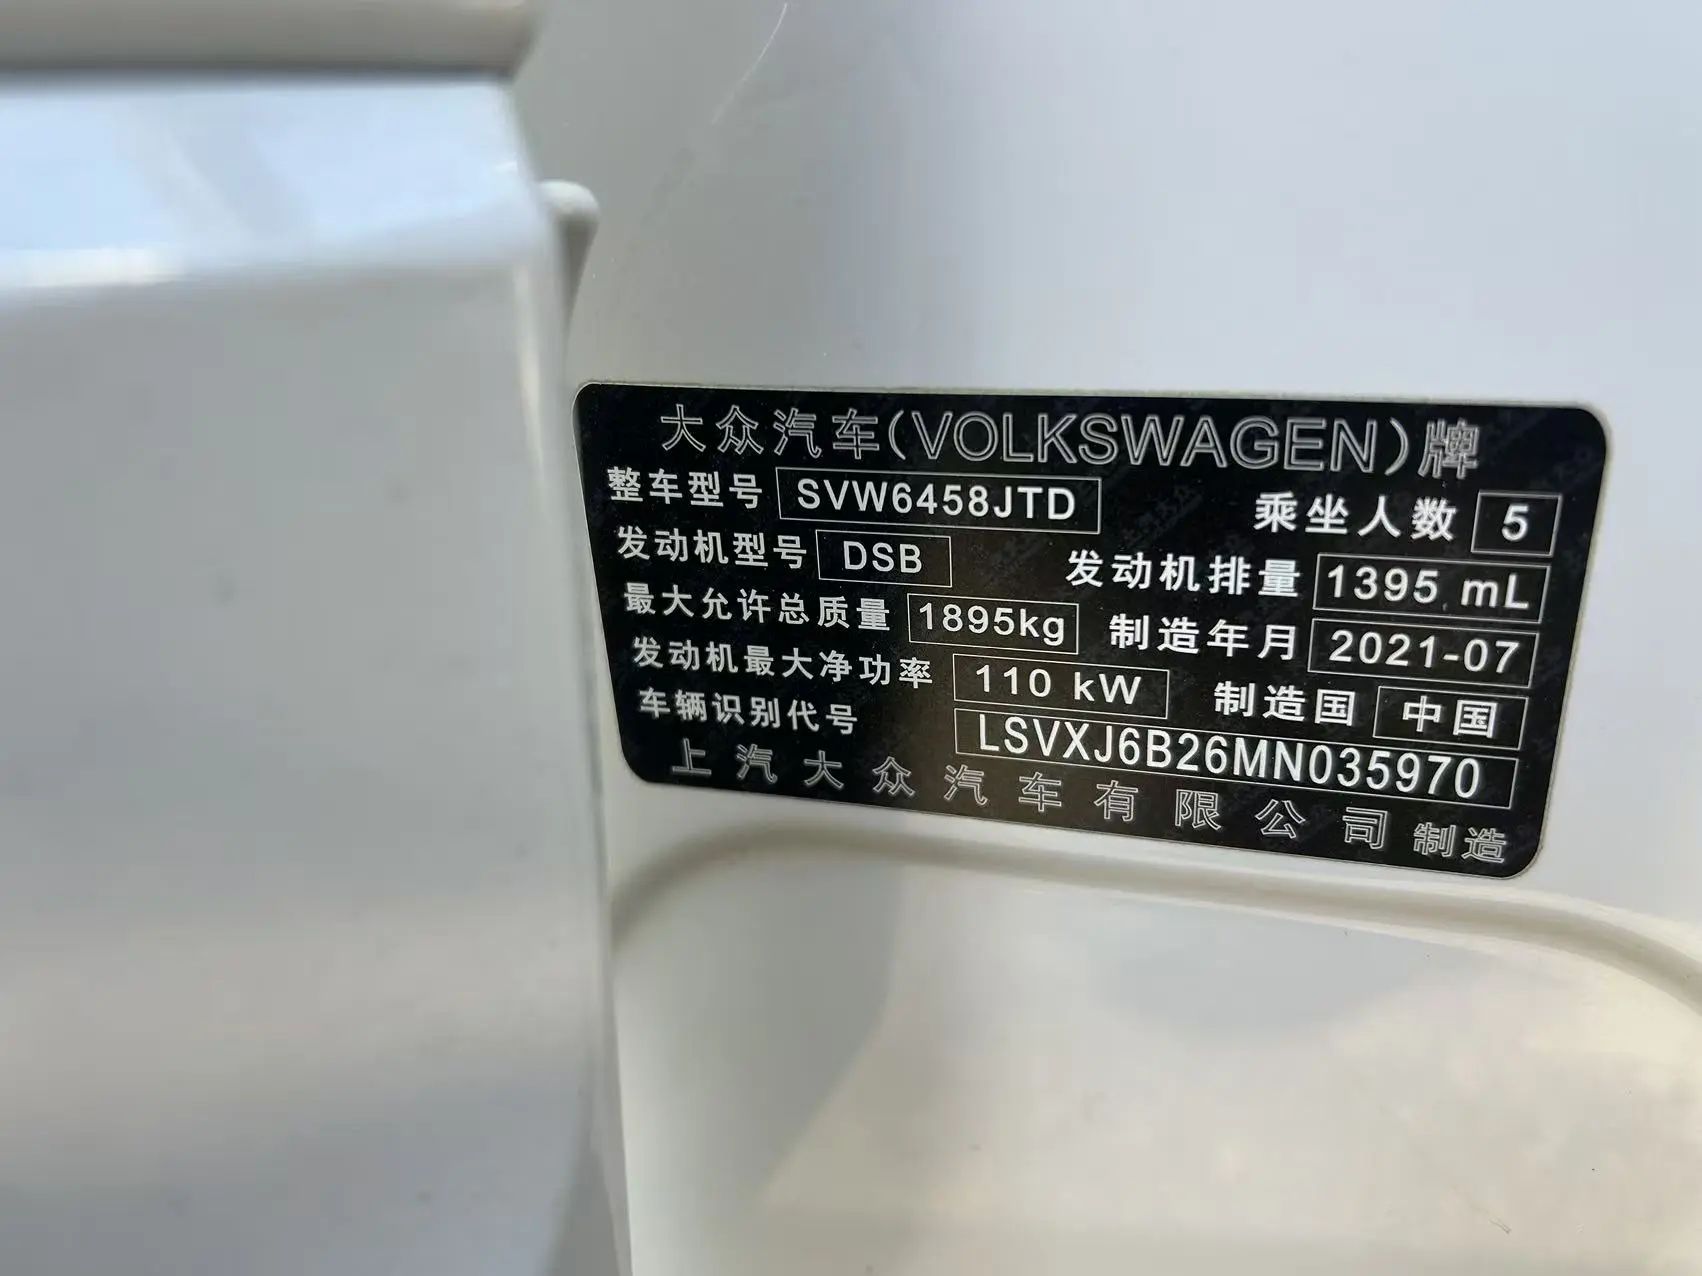 大众汽车(VOLKSWAGEN)牌
整车型号 SVW6458JTD 乘坐人数 5
发动机型号 DSB 发动机排量 1395 mL
最大允许总质量 1895kg 制造年月 2021-07
发动机最大净功率 110 kW 制造国 中国
车辆识别代号 LSVXJ6B26MN035970
上汽大众汽车有限公司制造